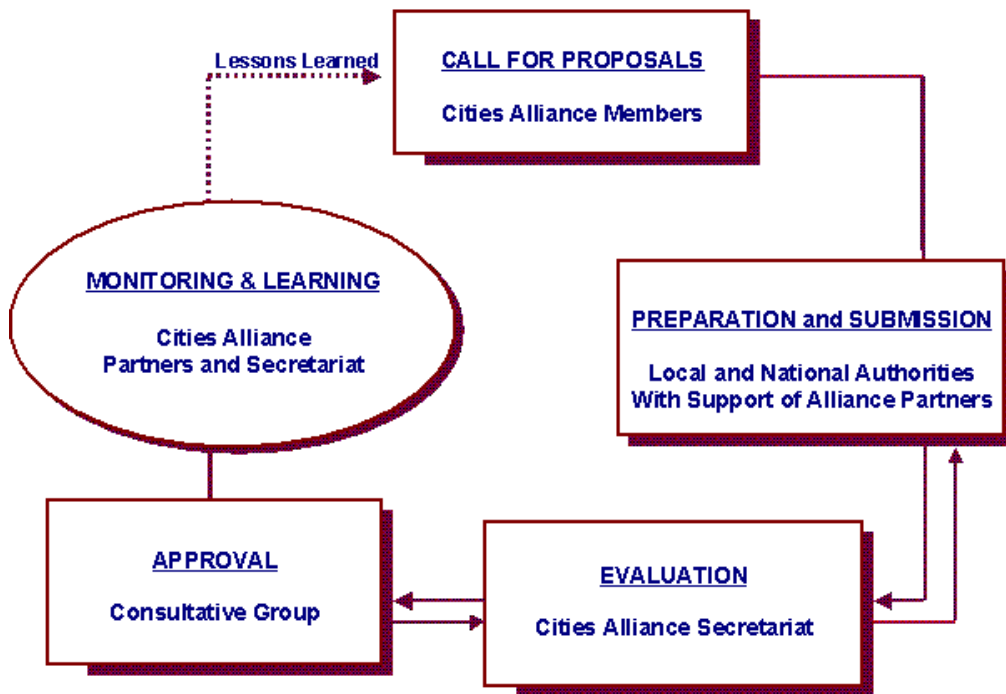 Lessons Learned
CALL FOR PROPOSALS
Cities Alliance Members
MONITORING & LEARNING
Cities Alliance
Partners and Secretariat
PREPARATION and SUBMISSION
Local and National Authorities
With Support of Alliance Partners
APPROVAL
Consultative Group
EVALUATION
Cities Alliance Secretariat